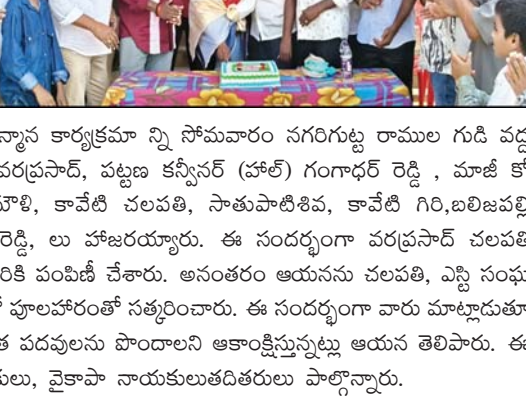 న్మాన కార్యక్రమా న్ని సోమవారం నగరిగుట్ట రాముల గుడి వద్ద
వరప్రసాద్, పట్టణ కన్వీనర్ (హాల్) గంగాధర్ రెడ్డి , మాజీ కో
మౌళి, కావేటి చలపతి, సాతుపాటిశివ, కావేటి గిరి,బలిజపల్లి
రెడ్డి, లు హాజరయ్యారు. ఈ సందర్భంగా వరప్రసాద్ చలపతి
రికి పంపిణీ చేశారు. అనంతరం ఆయనను చలపతి, ఎస్టి సంఘ
పూలహారంతో సత్కరించారు. ఈ సందర్భంగా వారు మాట్లాడుతూ
త పదవులను పొందాలని ఆకాంక్షిస్తున్నట్లు ఆయన తెలిపారు. ఈ
కులు, వైకాపా నాయకులుతదితరులు పాల్గొన్నారు.